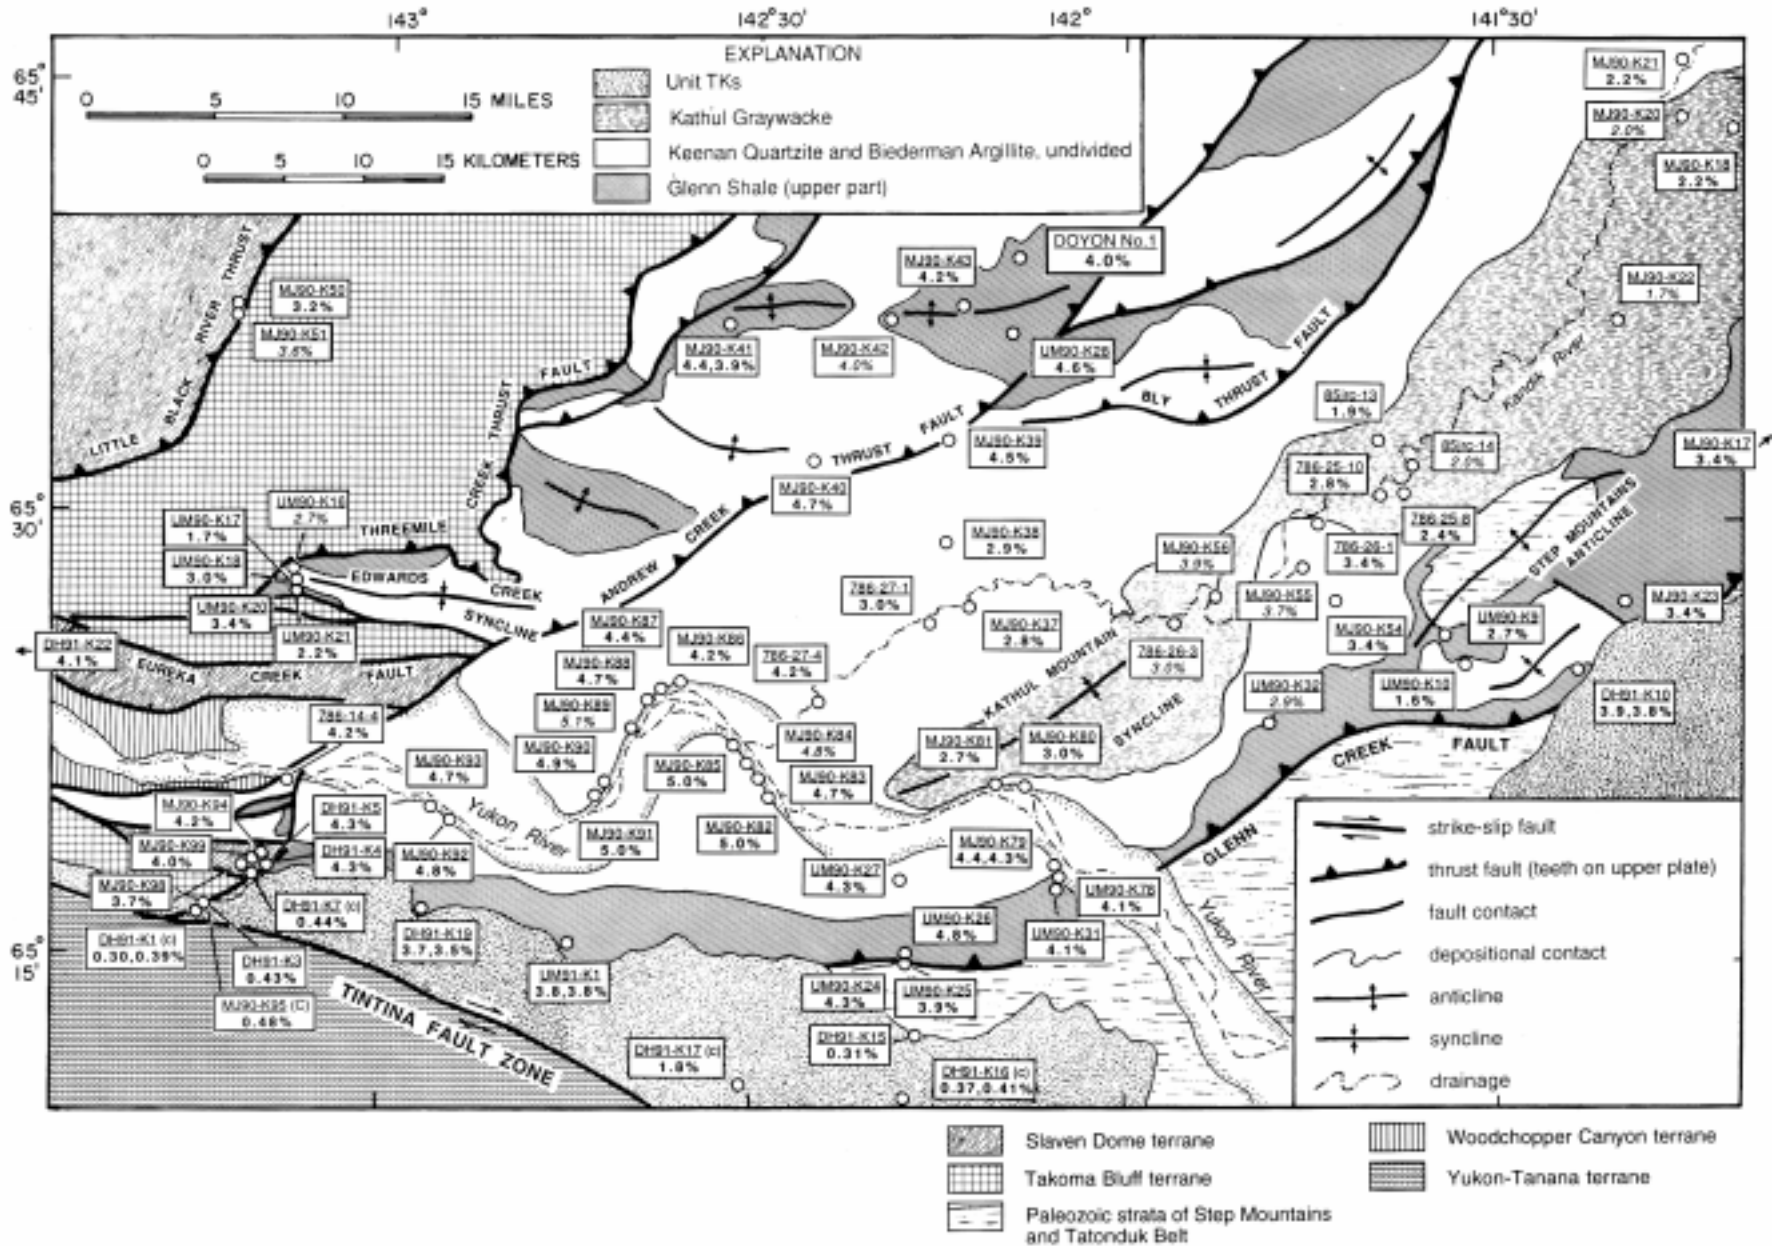 143°
142°30'
142°
141°30'
65°
45'
0 5 10 15 MILES
0 5 10 15 KILOMETERS
EXPLANATION
Unit TKs
Kathul Graywacke
Keenan Quartzite and Biederman Argillite, undivided
Glenn Shale (upper part)
MJ90-K21
2.2%
MJ90-K20
2.0%
MJ90-K18
2.2%
DOYON No.1
4.0%
MJ90-K43
4.2%
MJ90-K22
1.7%
MJ90-K50
3.2%
MJ90-K51
3.6%
LITTLE BLACK RIVER THRUST
MJ90-K41
4.4,3.9%
MJ90-K42
4.0%
UM90-K28
4.6%
Kandik River
FAULT
BLY THRUST FAULT
85irc-13
1.9%
85irc-14
2.0%
MJ90-K17
3.4%
CREEK THRUST
THRUST FAULT
MJ90-K39
4.5%
786-25-10
2.8%
MJ90-K40
4.7%
65°
30'
UM90-K16
2.7%
UM90-K17
1.7%
THREEMILE
CREEK
MJ90-K38
2.9%
786-25-8
2.4%
STEP MOUNTAINS
ANTICLINE
UM90-K18
3.0%
EDWARDS CREEK
SYNCLINE
ANDREW CREEK
MJ90-K56
3.9%
786-26-1
3.4%
UM90-K20
3.4%
786-27-1
3.0%
MJ90-K55
3.7%
MJ90-K23
3.4%
UM90-K21
2.2%
MJ90-K87
4.4%
MJ90-K86
4.2%
MJ90-K37
2.8%
MJ90-K54
3.4%
UM90-K9
2.7%
DH91-K22
4.1%
EUREKA CREEK FAULT
MJ90-K88
4.7%
786-27-4
4.2%
KATHUL MOUNTAIN
SYNCLINE
786-26-3
3.0%
UM90-K32
2.9%
UM90-K10
1.6%
DH91-K10
3.9,3.8%
786-14-4
4.2%
MJ90-K89
5.1%
MJ90-K84
4.8%
MJ90-K81
2.7%
MJ90-K80
3.0%
GLENN CREEK FAULT
MJ90-K93
4.7%
MJ90-K90
4.9%
MJ90-K85
5.0%
MJ90-K83
4.7%
MJ90-K94
4.2%
DH91-K5
4.3%
Yukon River
MJ90-K91
5.0%
MJ90-K82
5.0%
MJ90-K79
4.4,4.3%
MJ90-K99
4.0%
DH91-K4
4.3%
MJ90-K92
4.8%
UM90-K27
4.3%
MJ90-K98
3.7%
DH91-K7 (c)
0.44%
UM90-K78
4.1%
Yukon River
DH91-K19
3.7,3.5%
UM90-K26
4.8%
UM90-K31
4.1%
65°
15'
DH91-K1 (c)
0.30,0.39%
DH91-K3
0.43%
UM91-K1
3.8,3.8%
UM90-K24
4.3%
UM90-K25
3.9%
MJ90-K95 (C)
0.48%
TINTINA FAULT ZONE
DH91-K15
0.31%
DH91-K17 (c)
1.8%
DH91-K16 (c)
0.37,0.41%
strike-slip fault
thrust fault (teeth on upper plate)
fault contact
depositional contact
anticline
syncline
drainage
Slaven Dome terrane
Takoma Bluff terrane
Paleozoic strata of Step Mountains
and Tatonduk Belt
Woodchopper Canyon terrane
Yukon-Tanana terrane